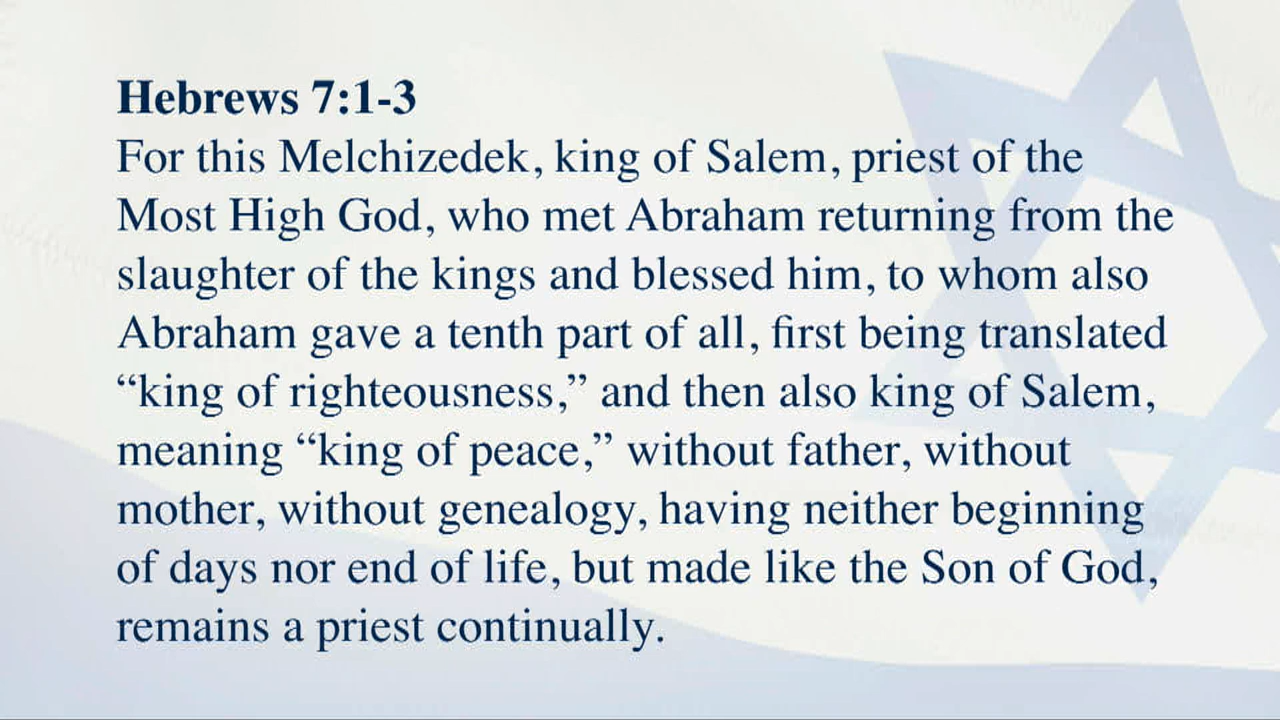 Hebrews 7:1-3
For this Melchizedek, king of Salem, priest of the
Most High God, who met Abraham returning from the
slaughter of the kings and blessed him, to whom also
Abraham gave a tenth part of all, first being translated
“king of righteousness,” and then also king of Salem,
meaning “king of peace,” without father, without
mother, without genealogy, having neither beginning
of days nor end of life, but made like the Son of God,
remains a priest continually.